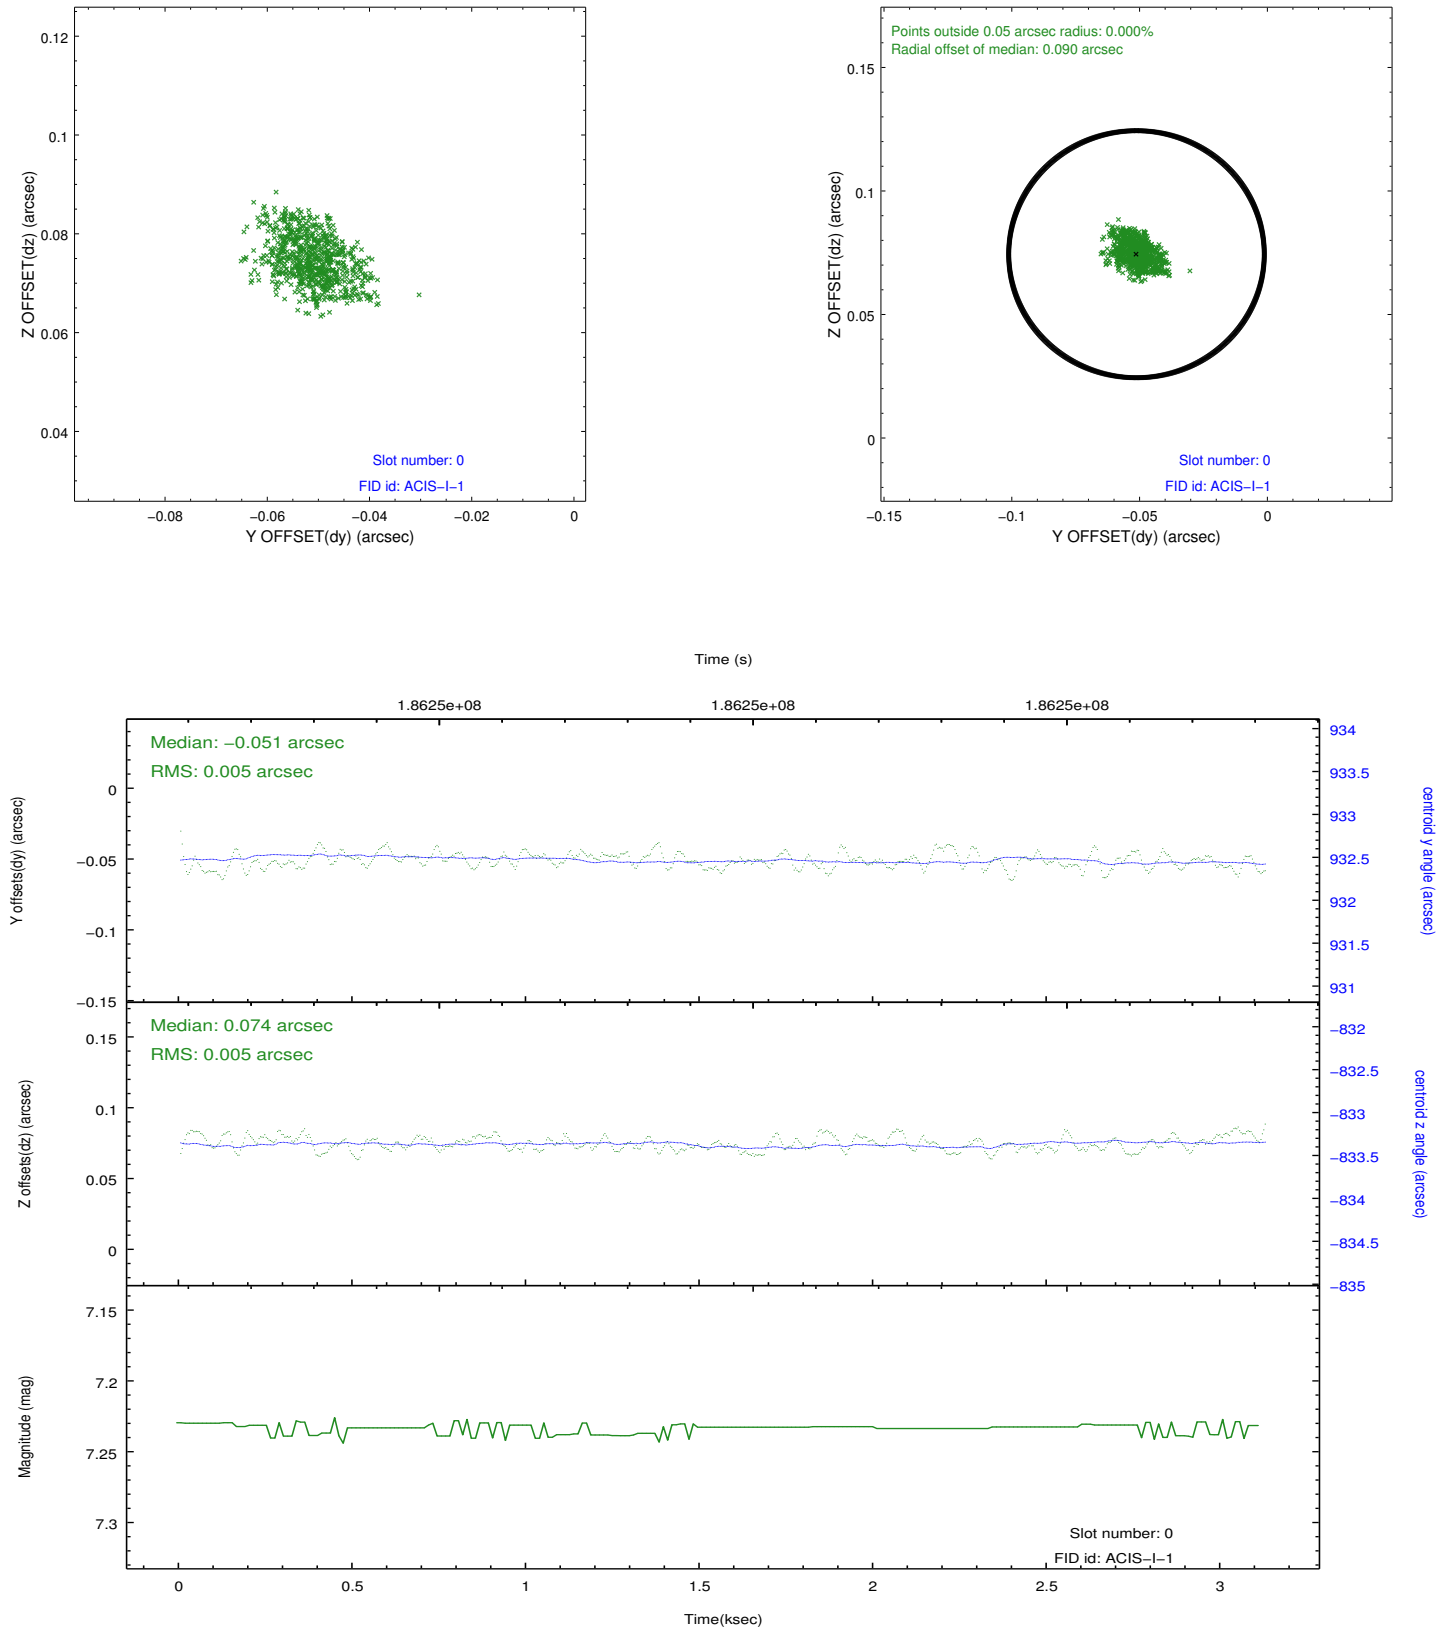 0.12
0.1
0.08
0.06
0.04
Z OFFSET(dz) (arcsec)
Slot number: 0
FID id: ACIS−I−1
−0.08 −0.06 −0.04 −0.02 0
Y OFFSET(dy) (arcsec)
Points outside 0.05 arcsec radius: 0.000%
Radial offset of median: 0.090 arcsec
0.15
0.1
0.05
0
Z OFFSET(dz) (arcsec)
Slot number: 0
FID id: ACIS−I−1
−0.15 −0.1 −0.05 0
Y OFFSET(dy) (arcsec)
Time (s)
1.8625e+08 1.8625e+08 1.8625e+08
Median: −0.051 arcsec
RMS: 0.005 arcsec
0
−0.05
−0.1
−0.15
Y offsets(dy) (arcsec)
934
933.5
933
932.5
932
931.5
931
centroid y angle (arcsec)
Median: 0.074 arcsec
RMS: 0.005 arcsec
0.15
0.1
0.05
0
Z offsets(dz) (arcsec)
−832
−832.5
−833
−833.5
−834
−834.5
−835
centroid z angle (arcsec)
7.15
7.2
7.25
7.3
Magnitude (mag)
Slot number: 0
FID id: ACIS−I−1
0 0.5 1 1.5 2 2.5 3
Time(ksec)